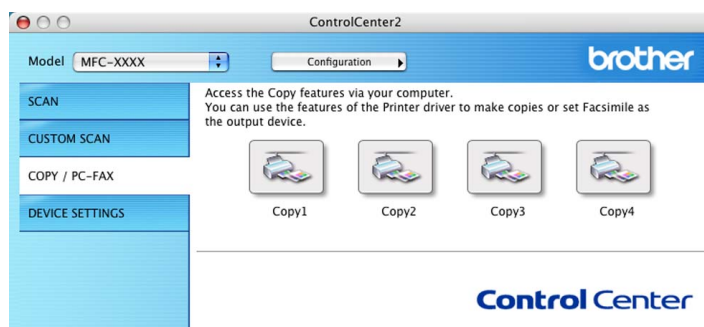 ControlCenter2
Model MFC-XXXX Configuration brother
SCAN
CUSTOM SCAN
COPY / PC-FAX
DEVICE SETTINGS
Access the Copy features via your computer.
You can use the features of the Printer driver to make copies or set Facsimile as
the output device.
Copy1 Copy2 Copy3 Copy4
Control Center